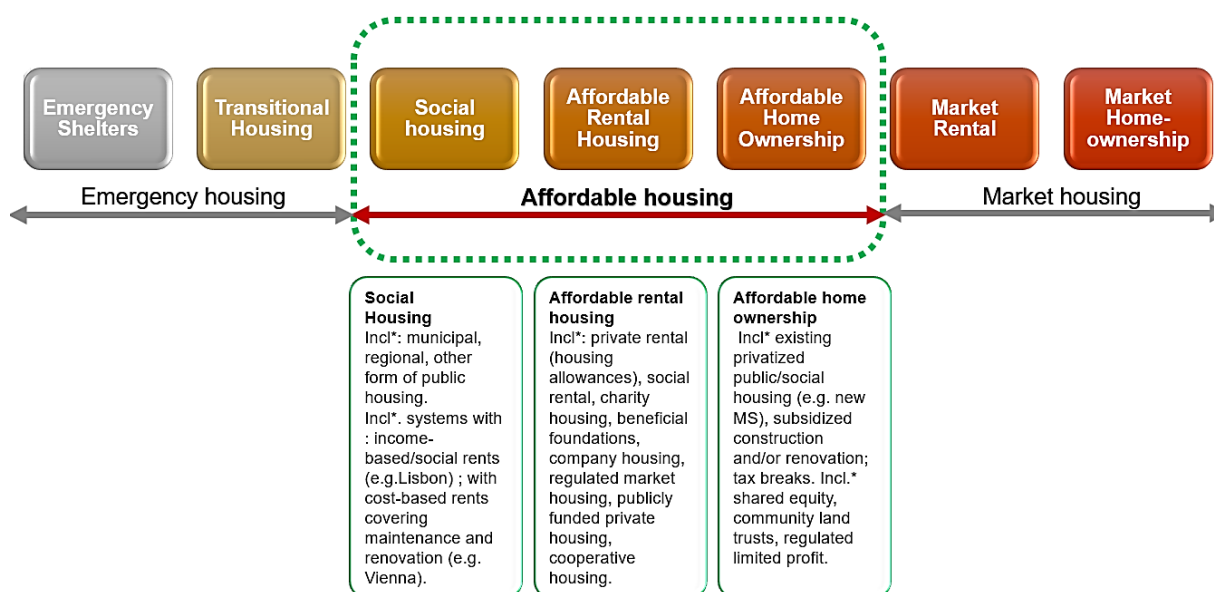 Emergency
Shelters
Transitional
Housing
Social
housing
Affordable
Rental
Housing
Affordable
Home
Ownership
Market
Rental
Market
Home-
ownership
Emergency housing
Affordable housing
Market housing
Social
Housing
Incl*: municipal,
regional, other
form of public
housing.
Incl*. systems with
: income-
based/social rents
(e.g.Lisbon) ; with
cost-based rents
covering
maintenance and
renovation (e.g.
Vienna).
Affordable rental
housing
Incl*: private rental
(housing
allowances), social
rental, charity
housing, beneficial
foundations,
company housing,
regulated market
housing, publicly
funded private
housing,
cooperative
housing.
Affordable home
ownership
Incl* existing
privatized
public/social
housing (e.g. new
MS), subsidized
construction
and/or renovation;
tax breaks. Incl.*
shared equity,
community land
trusts, regulated
limited profit.